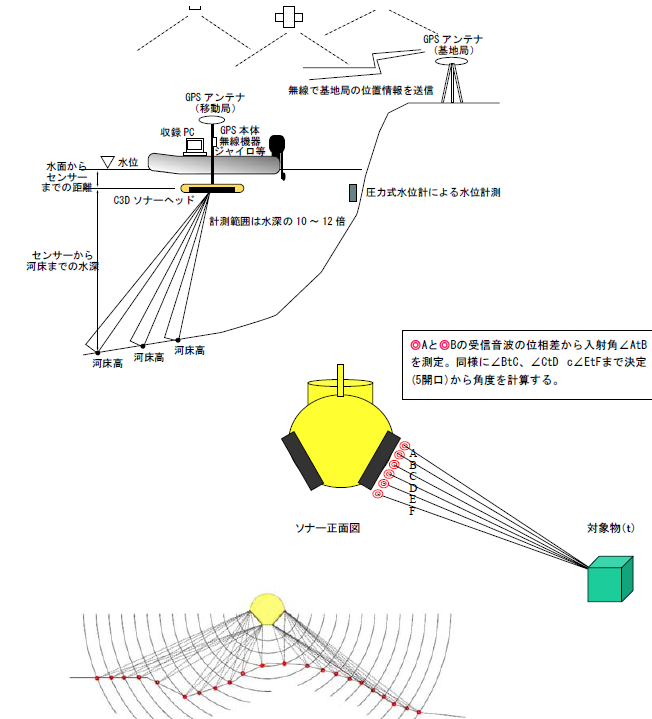 GPS アンテナ
（基地局）
無線で基地局の位置情報を送信
GPS アンテナ
（移動局）
収録 PC
GPS 本体
無線機器
ジャイロ等
水面から
センサー
までの距離
水位
C3D ソナーヘッド
圧力式水位計による水位計測
計測範囲は水深の 10 ～ 12 倍
センサーから
河床までの水深
河床高
河床高
河床高
◎Aと◎Bの受信音波の位相差から入射角∠AtB
を測定。同様に∠BtC、∠CtD c∠EtFまで決定
(5開口)から角度を計算する。
A
B
C
D
E
F
ソナー正面図
対象物(t)